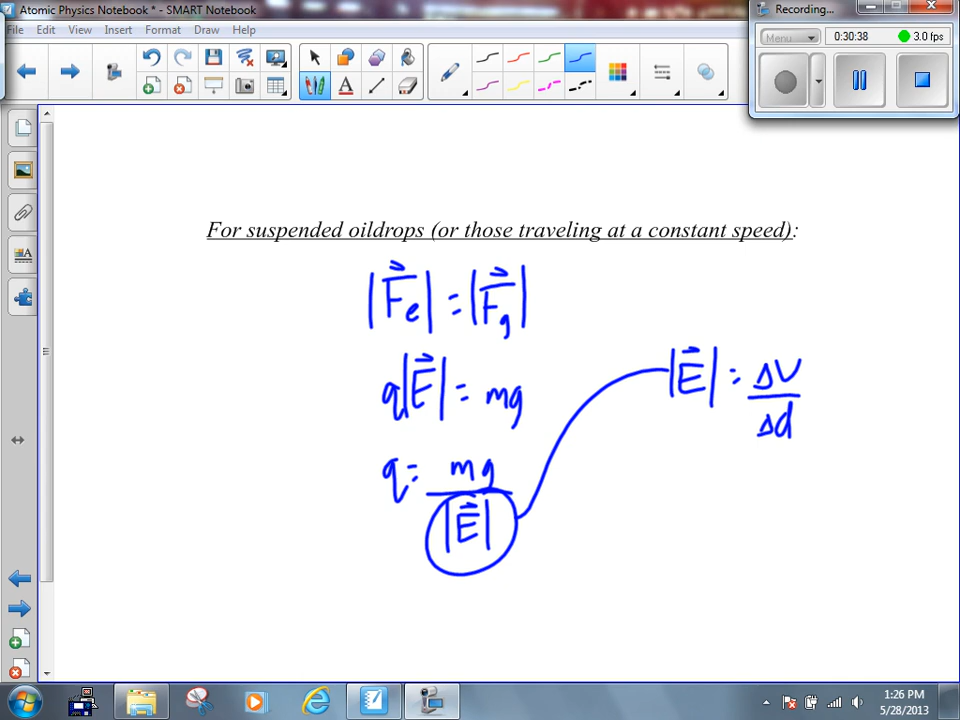 Atomic Physics Notebook * - SMART Notebook
File Edit View Insert Format Draw Help
Recording...
Menu 0:30:38 3.0 fps
For suspended oildrops (or those traveling at a constant speed):
|F⃗e| = |F⃗g|
q|E⃗| = mg
|E⃗| = ΔV/Δd
q = mg/|E⃗|
1:26 PM
5/28/2013